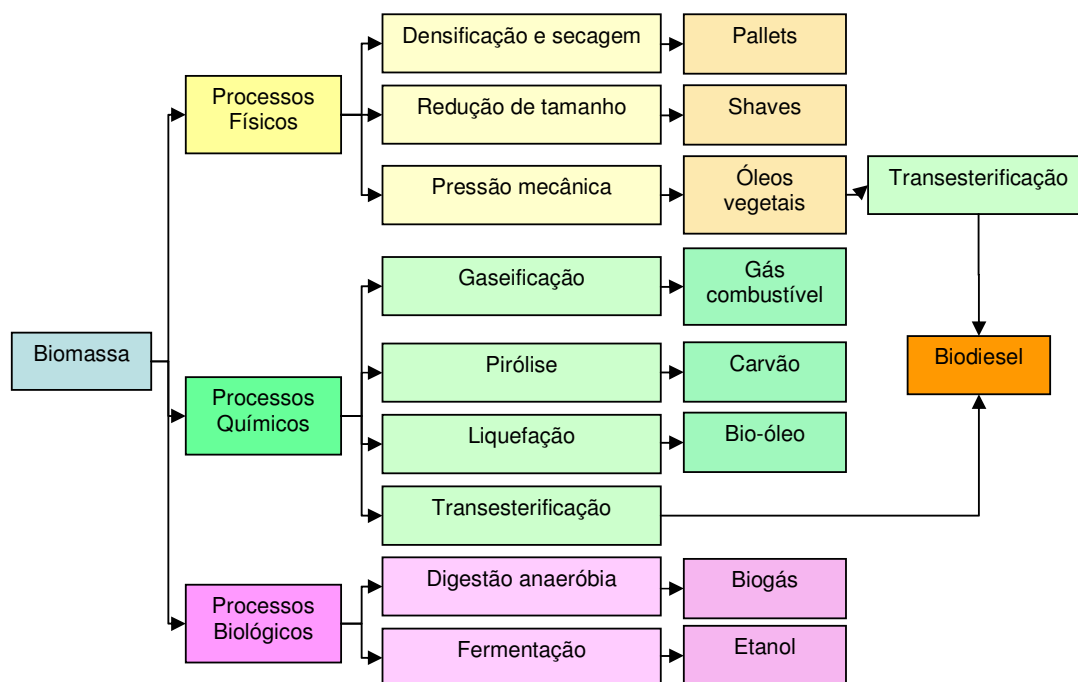 Densificação e secagem
Pallets
Processos
Físicos
Redução de tamanho
Shaves
Pressão mecânica
Óleos
vegetais
Transesterificação
Gaseificação
Gás
combustível
Biomassa
Pirólise
Carvão
Biodiesel
Processos
Químicos
Liquefação
Bio-óleo
Transesterificação
Digestão anaeróbia
Biogás
Processos
Biológicos
Fermentação
Etanol